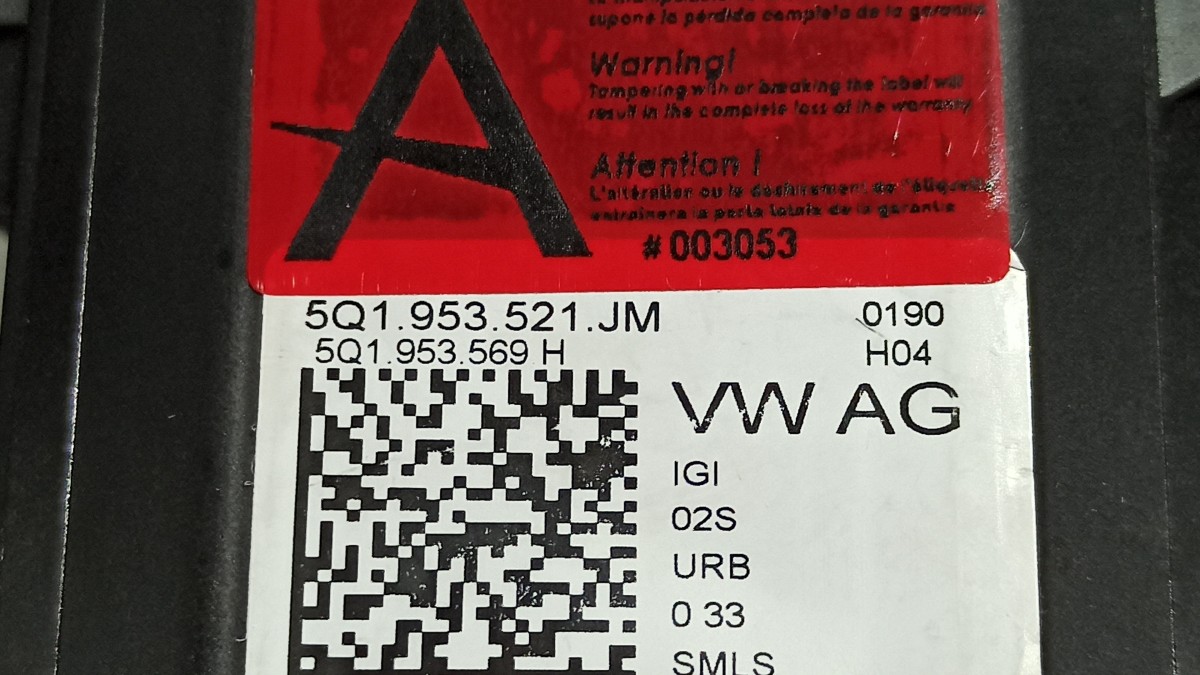 supone la pérdida completa de la garantía
Warning!
Tampering with or breaking the label will
result in the complete loss of the warranty
Attention !
L'altération ou le déchirement de l'étiquette
entrainera la perte totale de la garantie
# 003053
5Q1.953.521.JM
0190
5Q1.953.569 H
H04
VW AG
IGI
02S
URB
0 33
SMLS